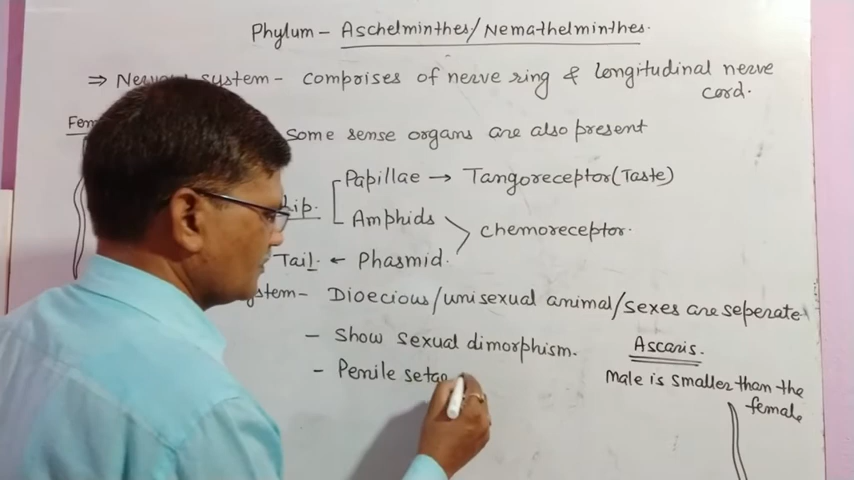 Phylum - Aschelminthes/Nemathelminthes.
⇒ Nervous system - comprises of nerve ring & longitudinal nerve
cord.
Fem
some sense organs are also present
Papillae → Tangoreceptor (Taste)
Lip.
Amphids
chemoreceptor.
Tail. ← Phasmid.
ystem - Dioecious/unisexual animal/sexes are seperate
- Show sexual dimorphism.
Ascaris.
- Penile setae
Male is smaller than the
female